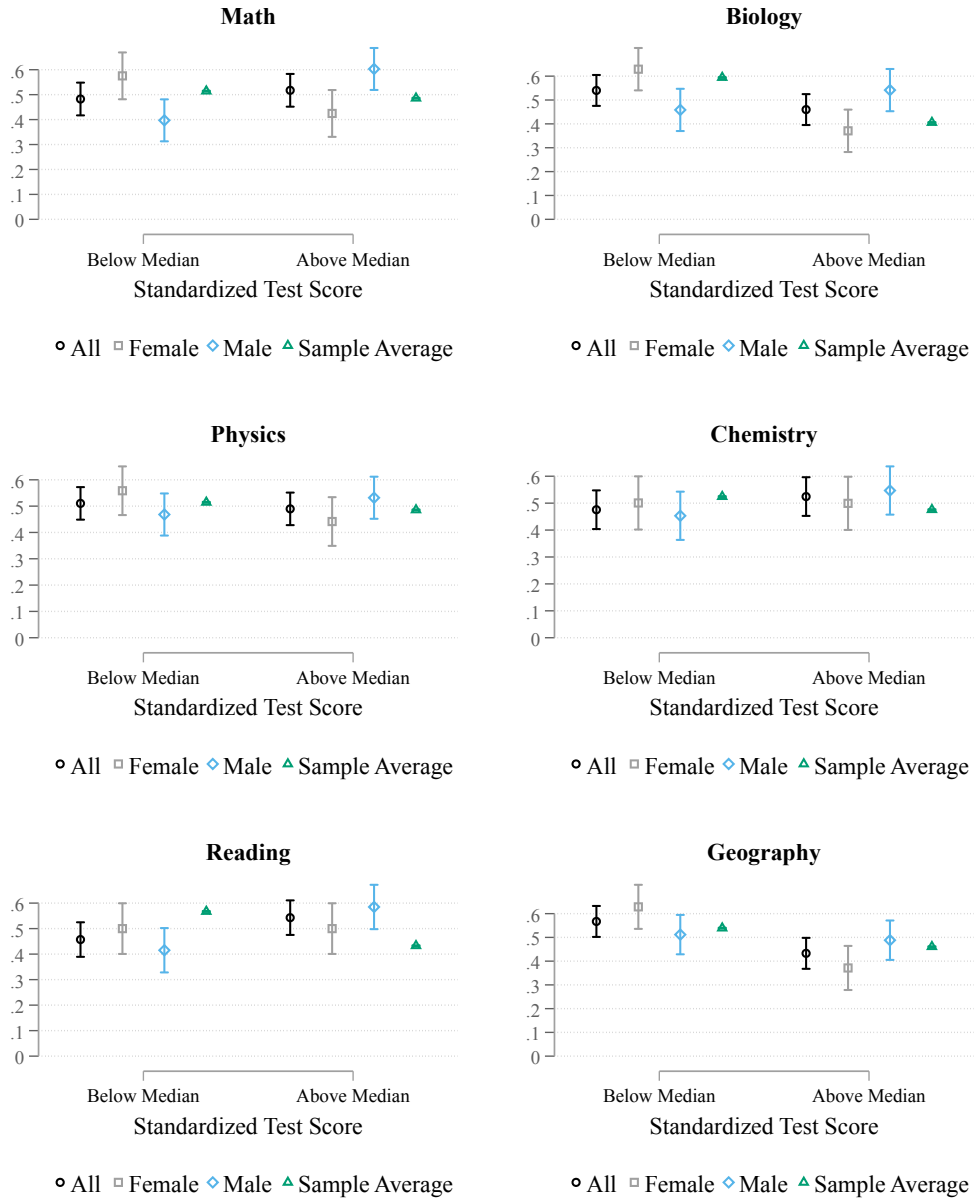 Math
.6
.5
.4
.3
.2
.1
0
Below Median Above Median
Standardized Test Score
All Female Male Sample Average
Biology
.6
.5
.4
.3
.2
.1
0
Below Median Above Median
Standardized Test Score
All Female Male Sample Average
Physics
.6
.5
.4
.3
.2
.1
0
Below Median Above Median
Standardized Test Score
All Female Male Sample Average
Chemistry
.6
.5
.4
.3
.2
.1
0
Below Median Above Median
Standardized Test Score
All Female Male Sample Average
Reading
.6
.5
.4
.3
.2
.1
0
Below Median Above Median
Standardized Test Score
All Female Male Sample Average
Geography
.6
.5
.4
.3
.2
.1
0
Below Median Above Median
Standardized Test Score
All Female Male Sample Average